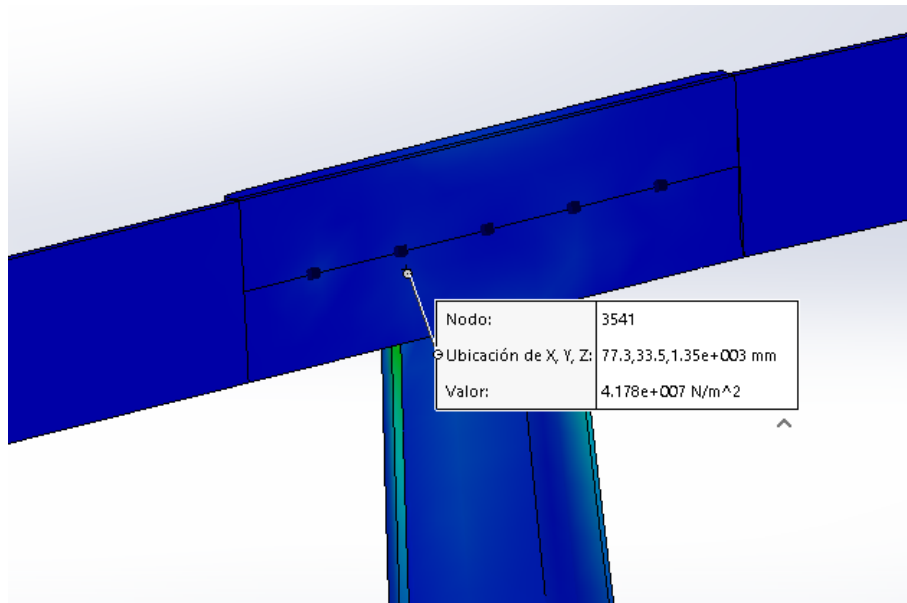 Nodo: 3541
Ubicación de X, Y, Z: 77.3,33.5,1.35e+003 mm
Valor: 4.178e+007 N/m^2